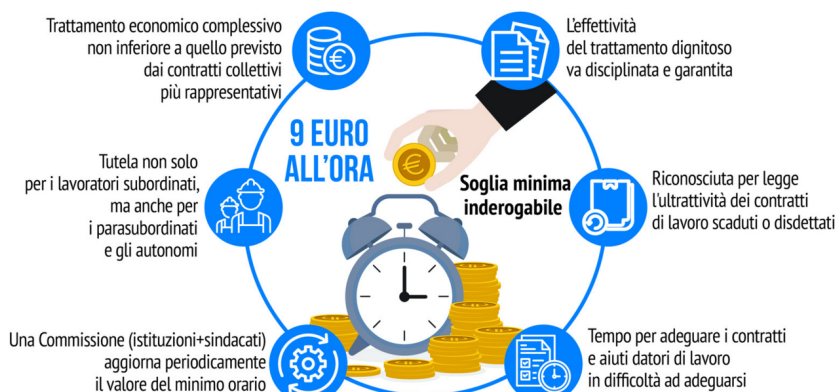 Trattamento economico complessivo
non inferiore a quello previsto
dai contratti collettivi
più rappresentativi
L'effettività
del trattamento dignitoso
va disciplinata e garantita
9 EURO
ALL'ORA
Tutela non solo
per i lavoratori subordinati,
ma anche per
i parasubordinati
e gli autonomi
Soglia minima
inderogabile
Riconosciuta per legge
l'ultrattività dei contratti
di lavoro scaduti o disdettati
Una Commissione (istituzioni+sindacati)
aggiorna periodicamente
il valore del minimo orario
Tempo per adeguare i contratti
e aiuti datori di lavoro
in difficoltà ad adeguarsi